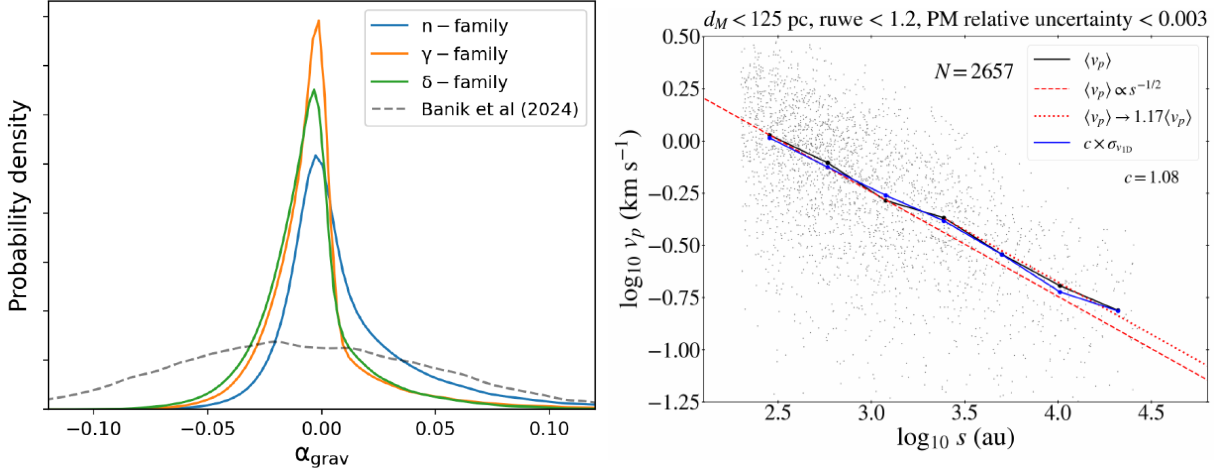 Probability density
n − family
γ − family
δ − family
Banik et al (2024)
−0.10
−0.05
0.00
0.05
0.10
α_grav
d_M < 125 pc, ruwe < 1.2, PM relative uncertainty < 0.003
0.50
0.25
0.00
−0.25
−0.50
−0.75
−1.00
−1.25
log₁₀ v_p (km s⁻¹)
N = 2657
⟨v_p⟩
⟨v_p⟩ ∝ s^{−1/2}
⟨v_p⟩ → 1.17⟨v_p⟩
c × σ_{v_{1D}}
c = 1.08
2.5
3.0
3.5
4.0
4.5
log₁₀ s (au)